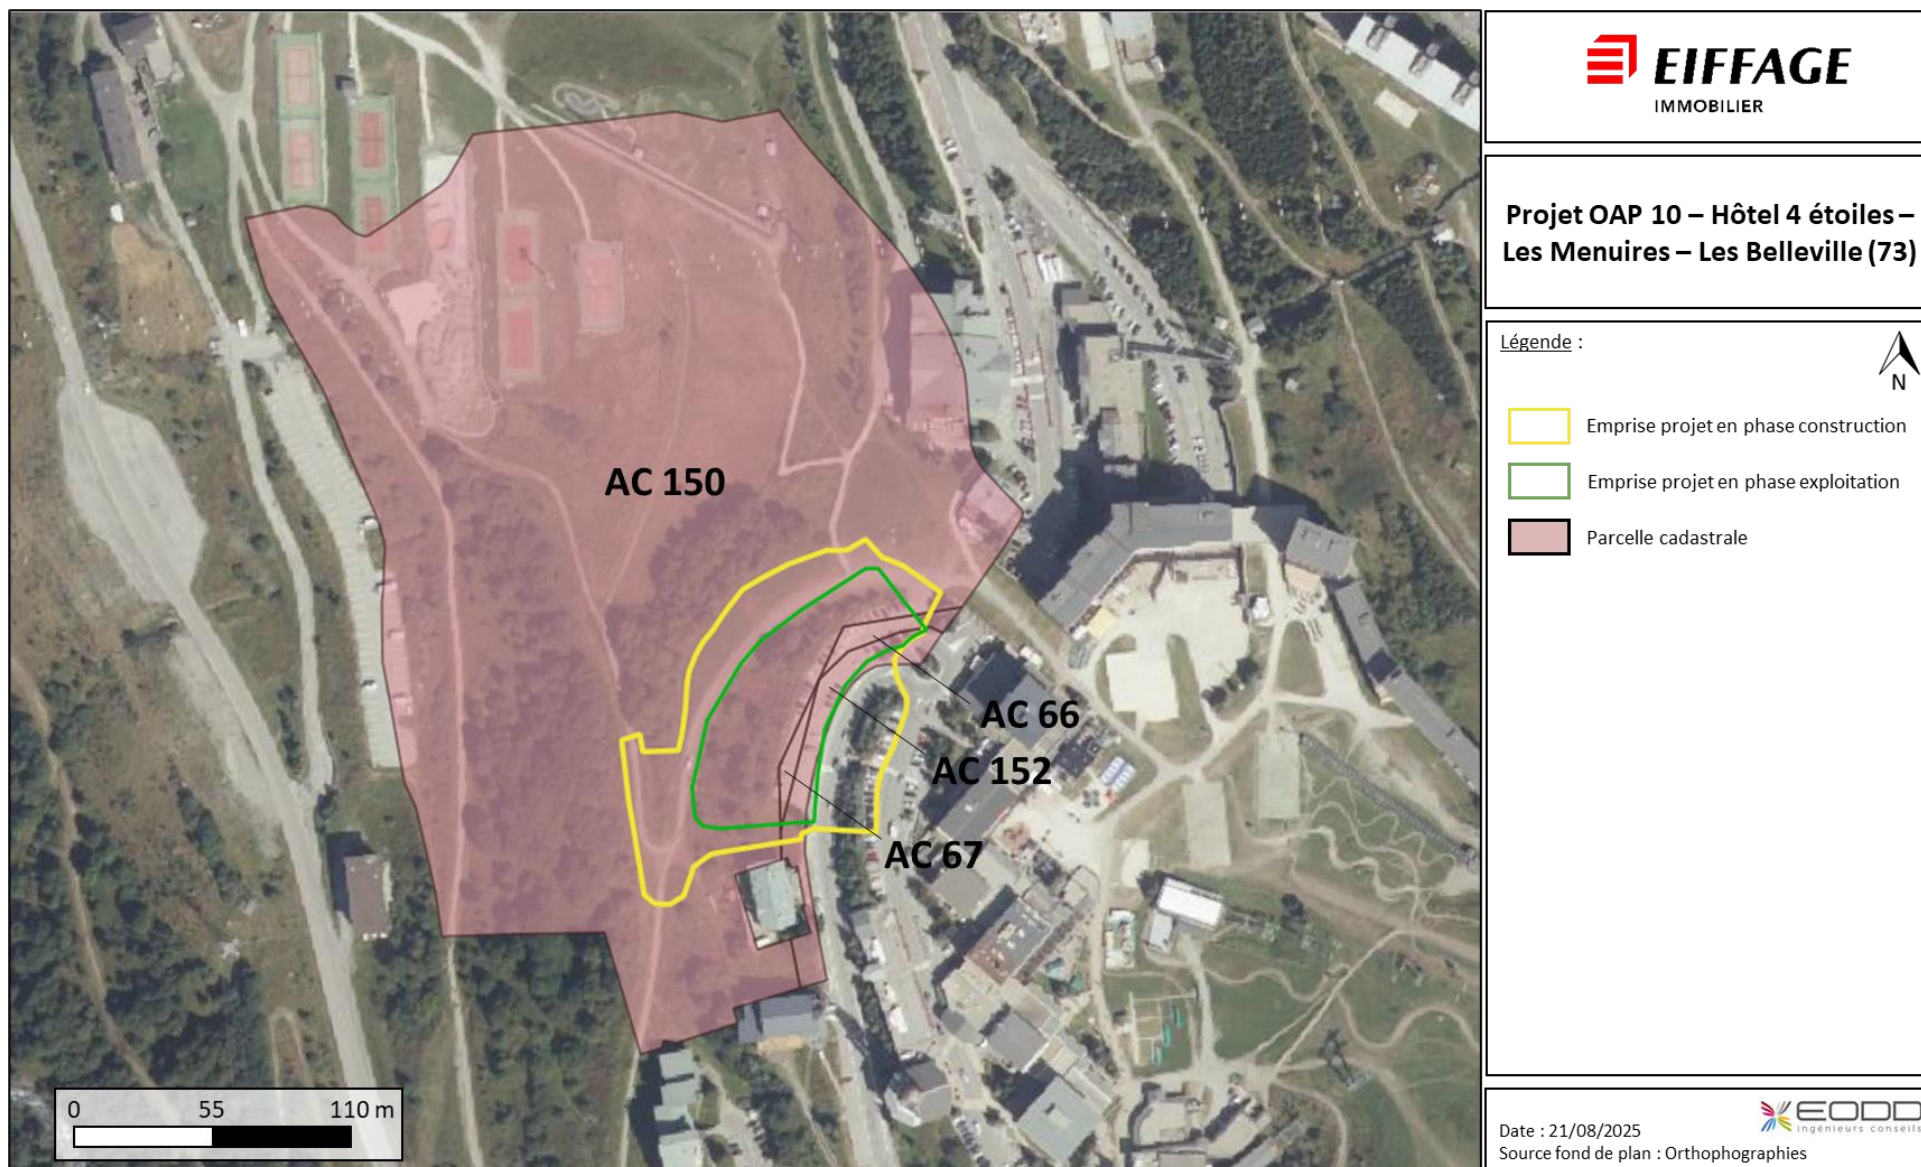 EIFFAGE
IMMOBILIER
Projet OAP 10 – Hôtel 4 étoiles –
Les Menuires – Les Belleville (73)
Légende :
N
Emprise projet en phase construction
Emprise projet en phase exploitation
Parcelle cadastrale
AC 150
AC 66
AC 152
AC 67
0 55 110 m
Date : 21/08/2025
EODD
ingénieurs conseils
Source fond de plan : Orthophographies